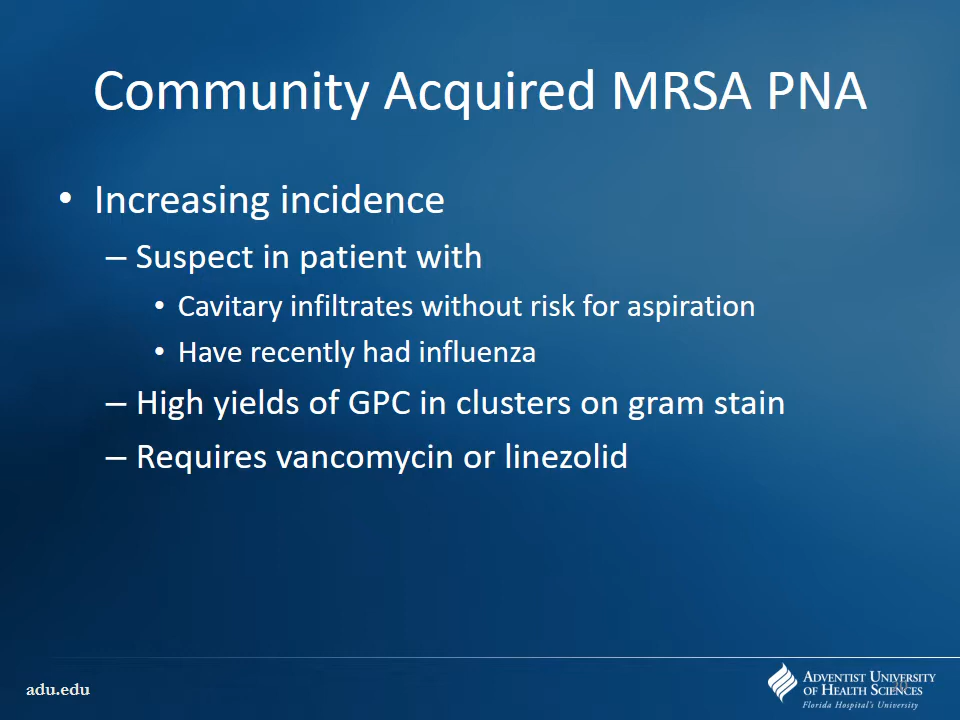 Community Acquired MRSA PNA
• Increasing incidence
– Suspect in patient with
• Cavitary infiltrates without risk for aspiration
• Have recently had influenza
– High yields of GPC in clusters on gram stain
– Requires vancomycin or linezolid
adu.edu
ADVENTIST UNIVERSITY
OF HEALTH SCIENCES
Florida Hospital's University